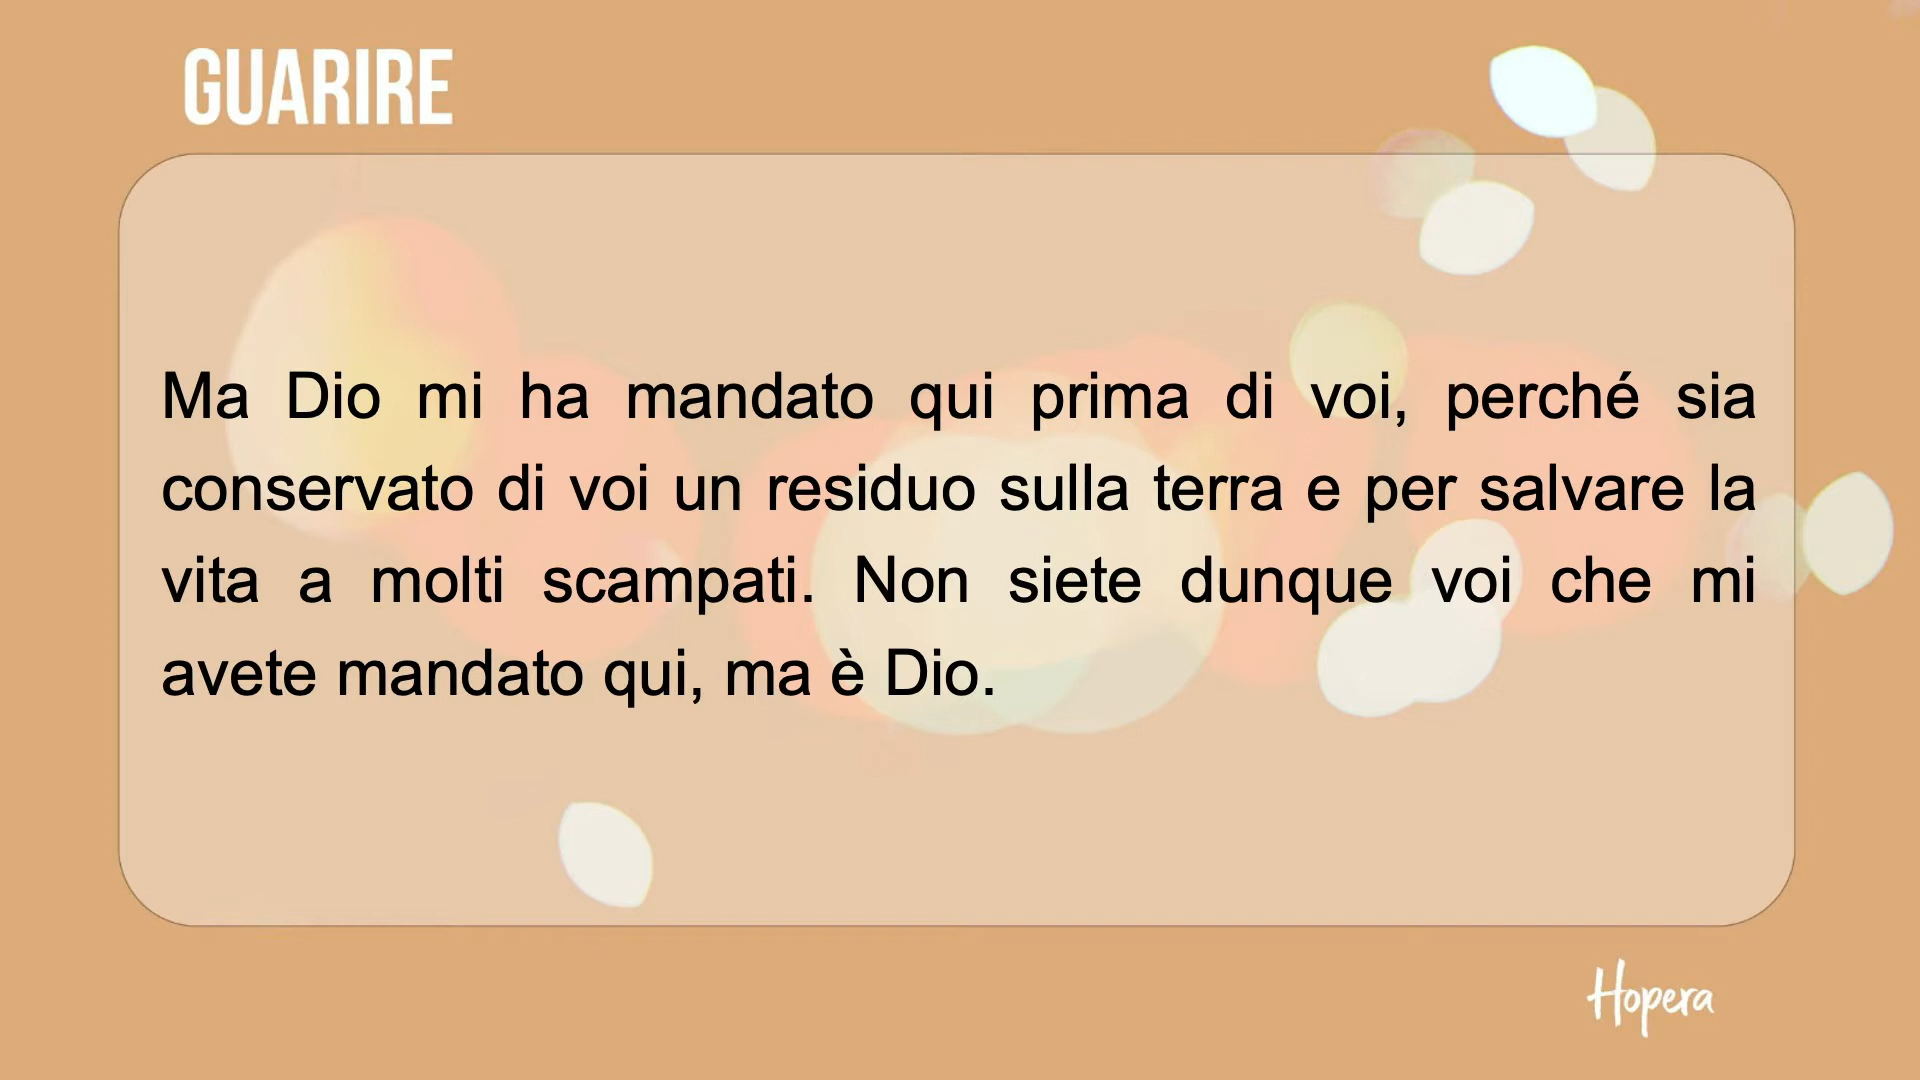 GUARIRE
Ma Dio mi ha mandato qui prima di voi, perché sia
conservato di voi un residuo sulla terra e per salvare la
vita a molti scampati. Non siete dunque voi che mi
avete mandato qui, ma è Dio.
Hopera